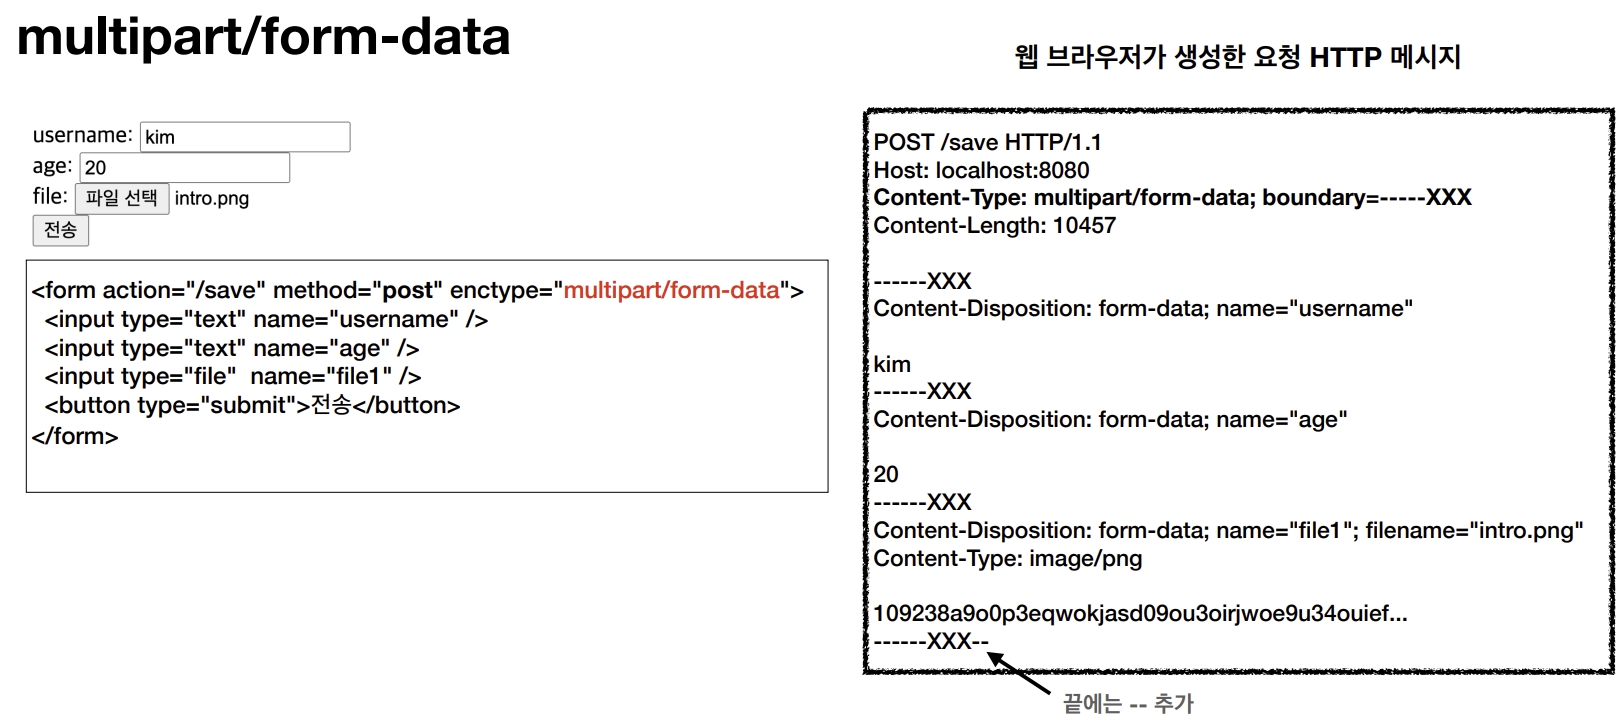 multipart/form-data
username: kim
age: 20
file: 파일 선택 intro.png
전송
<form action="/save" method="post" enctype="multipart/form-data">
<input type="text" name="username" />
<input type="text" name="age" />
<input type="file"  name="file1" />
<button type="submit">전송</button>
</form>
웹 브라우저가 생성한 요청 HTTP 메시지
POST /save HTTP/1.1
Host: localhost:8080
Content-Type: multipart/form-data; boundary=-----XXX
Content-Length: 10457
------XXX
Content-Disposition: form-data; name="username"
kim
------XXX
Content-Disposition: form-data; name="age"
20
------XXX
Content-Disposition: form-data; name="file1"; filename="intro.png"
Content-Type: image/png
109238a9o0p3eqwokjasd09ou3oirjwoe9u34ouief...
------XXX--
끝에는 -- 추가